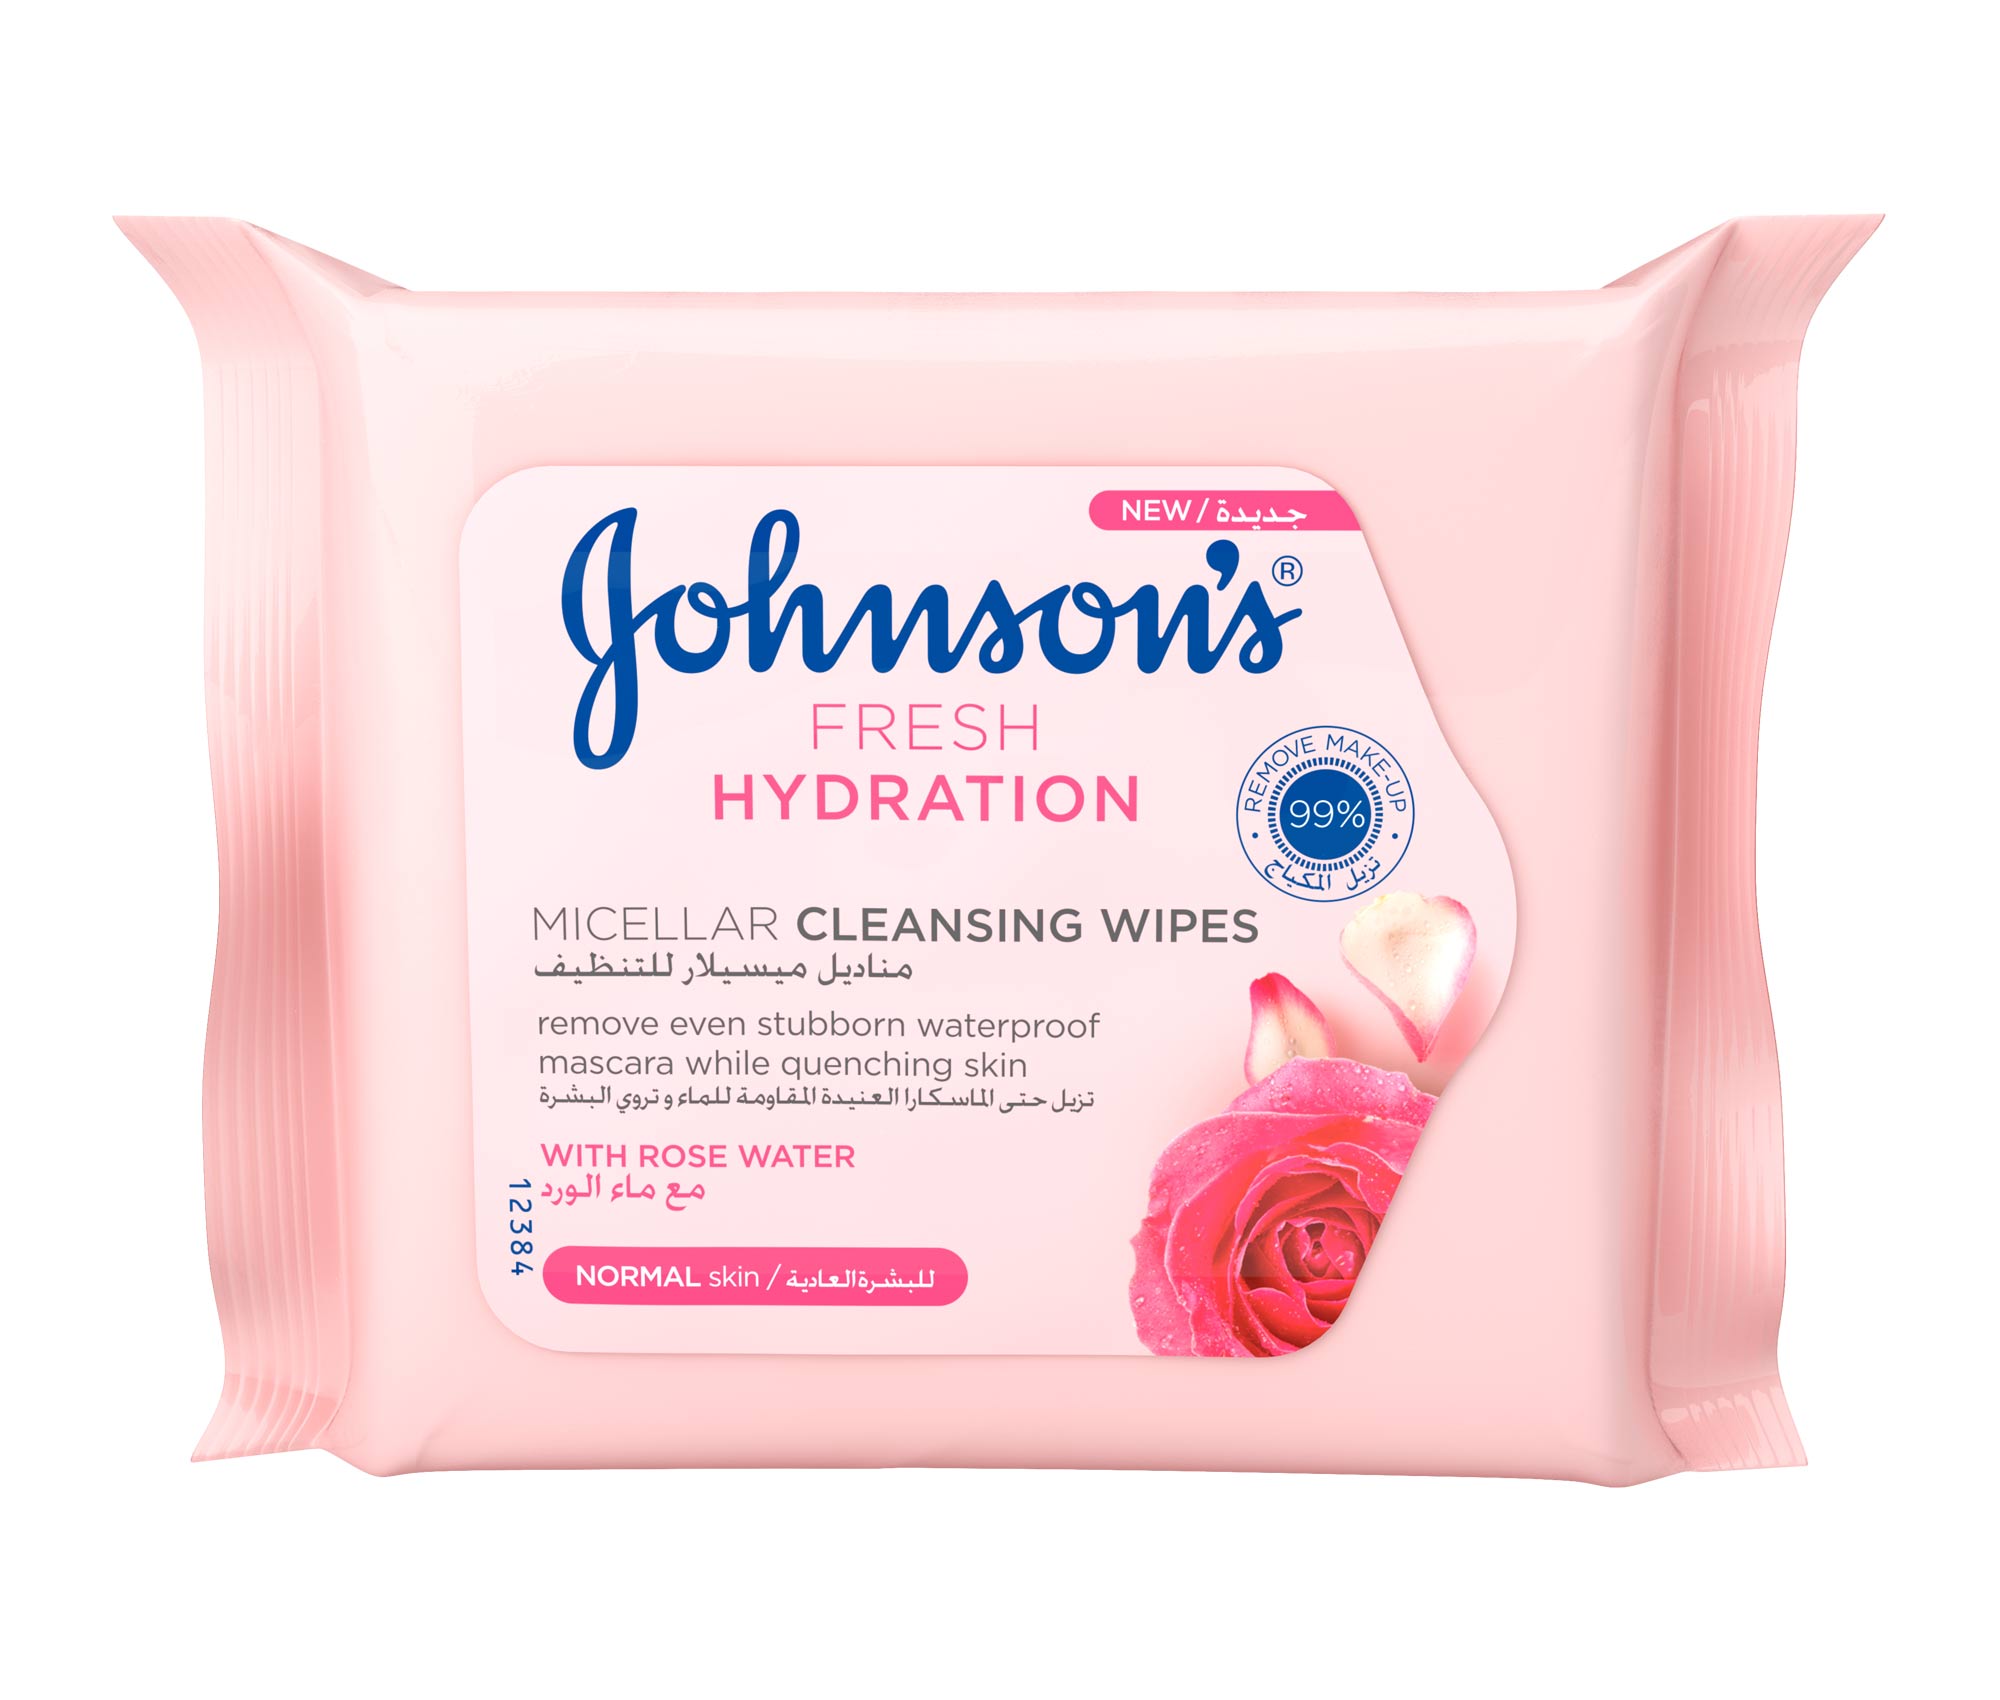 NEW / جديدة
Johnson's®
FRESH
HYDRATION
REMOVE MAKE-UP
99%
تزيل المكياج
MICELLAR CLEANSING WIPES
مناديل ميسيلار للتنظيف
remove even stubborn waterproof
mascara while quenching skin
تزيل حتى الماسكارا العنيدة المقاومة للماء و تروي البشرة
WITH ROSE WATER
مع ماء الورد
12384
NORMAL skin / للبشرة العادية